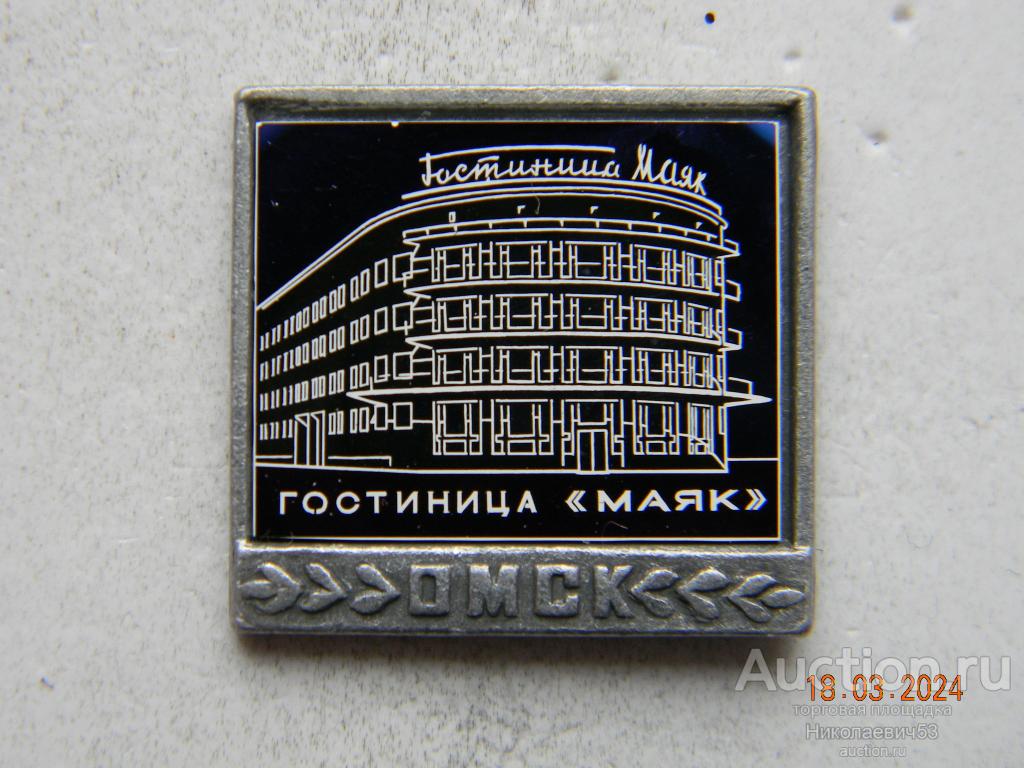 Гостиница Маяк
ГОСТИНИЦА «МАЯК»
ОМСК
Auction.ru
18.03.2024
торговая площадка
Николаевич53
auction.ru